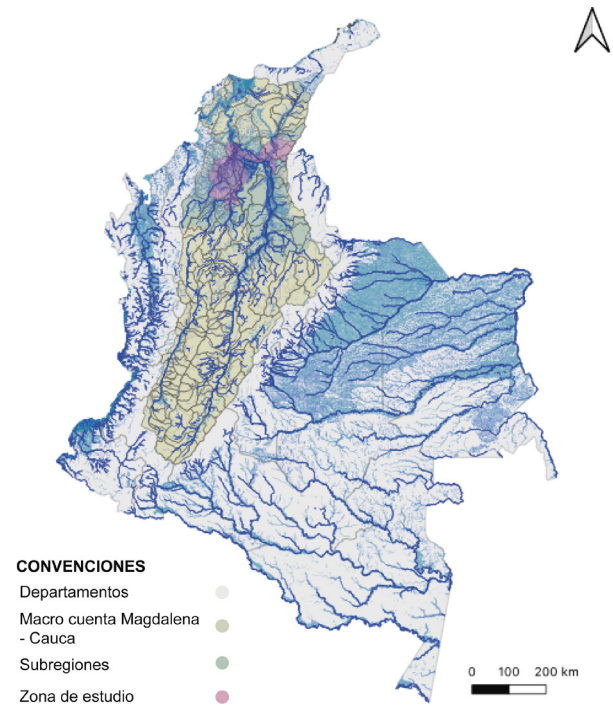 CONVENCIONES
Departamentos
Macro cuenta Magdalena
- Cauca
Subregiones
Zona de estudio
0 100 200 km